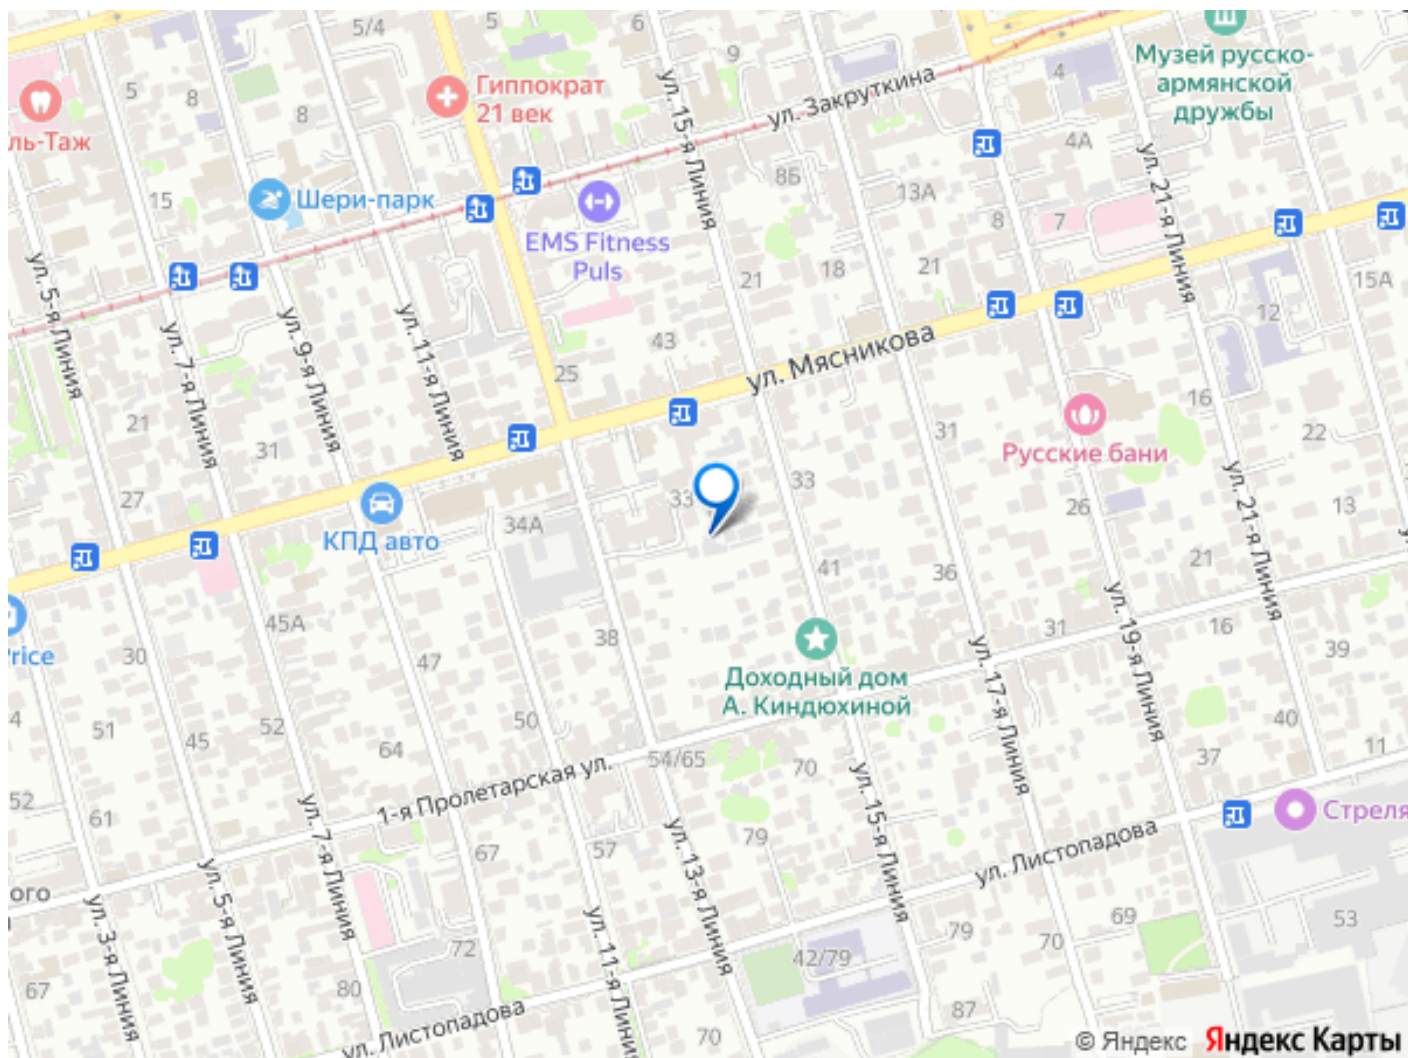 5/4
5
6
9
4
Музей русско-
армянской
дружбы
5
8
8
Гиппократ
21 век
ул. 15-я Линия
ул. Закруткина
ль-Таж
4А
ул. 21-я Линия
15
Шери-парк
8Б
13А
8
7
EMS Fitness
Puls
21
18
21
15А
ул. 5-я Линия
ул. 7-я Линия
ул. 9-я Линия
ул. 11-я Линия
43
12
25
ул. Мясникова
21
31
31
16
22
Русские бани
27
33
33
26
13
34А
КПД авто
ул. 21-я Линия
41
36
21
45А
38
ул. 19-я Линия
31
16
39
Price
30
47
Доходный дом
А. Киндюхиной
ул. 17-я Линия
4
51
45
52
64
50
54/65
70
40
11
37
52
61
1-я Пролетарская ул.
ул. 15-я Линия
Стреля
ул. 7-я Линия
67
57
ул. 13-я Линия
79
ул. Листопадова
ого
ул. 3-я Линия
ул. 5-я Линия
ул. 11-я Линия
72
42/79
79
70
69
53
67
80
ул. Листопадова
70
87
© Яндекс Яндекс Карты